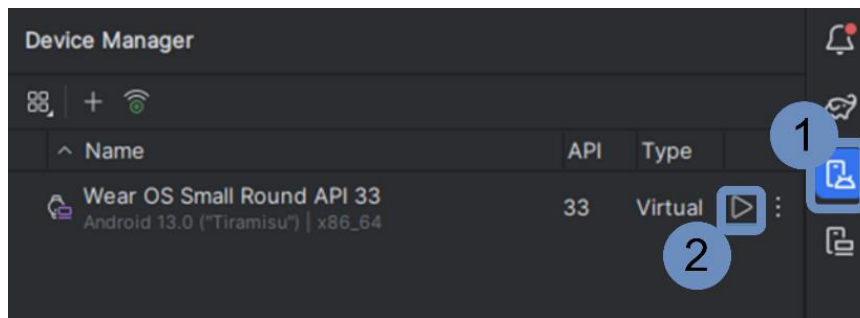 Device Manager
Name API Type
1
Wear OS Small Round API 33 33 Virtual
Android 13.0 ("Tiramisu") | x86_64
2